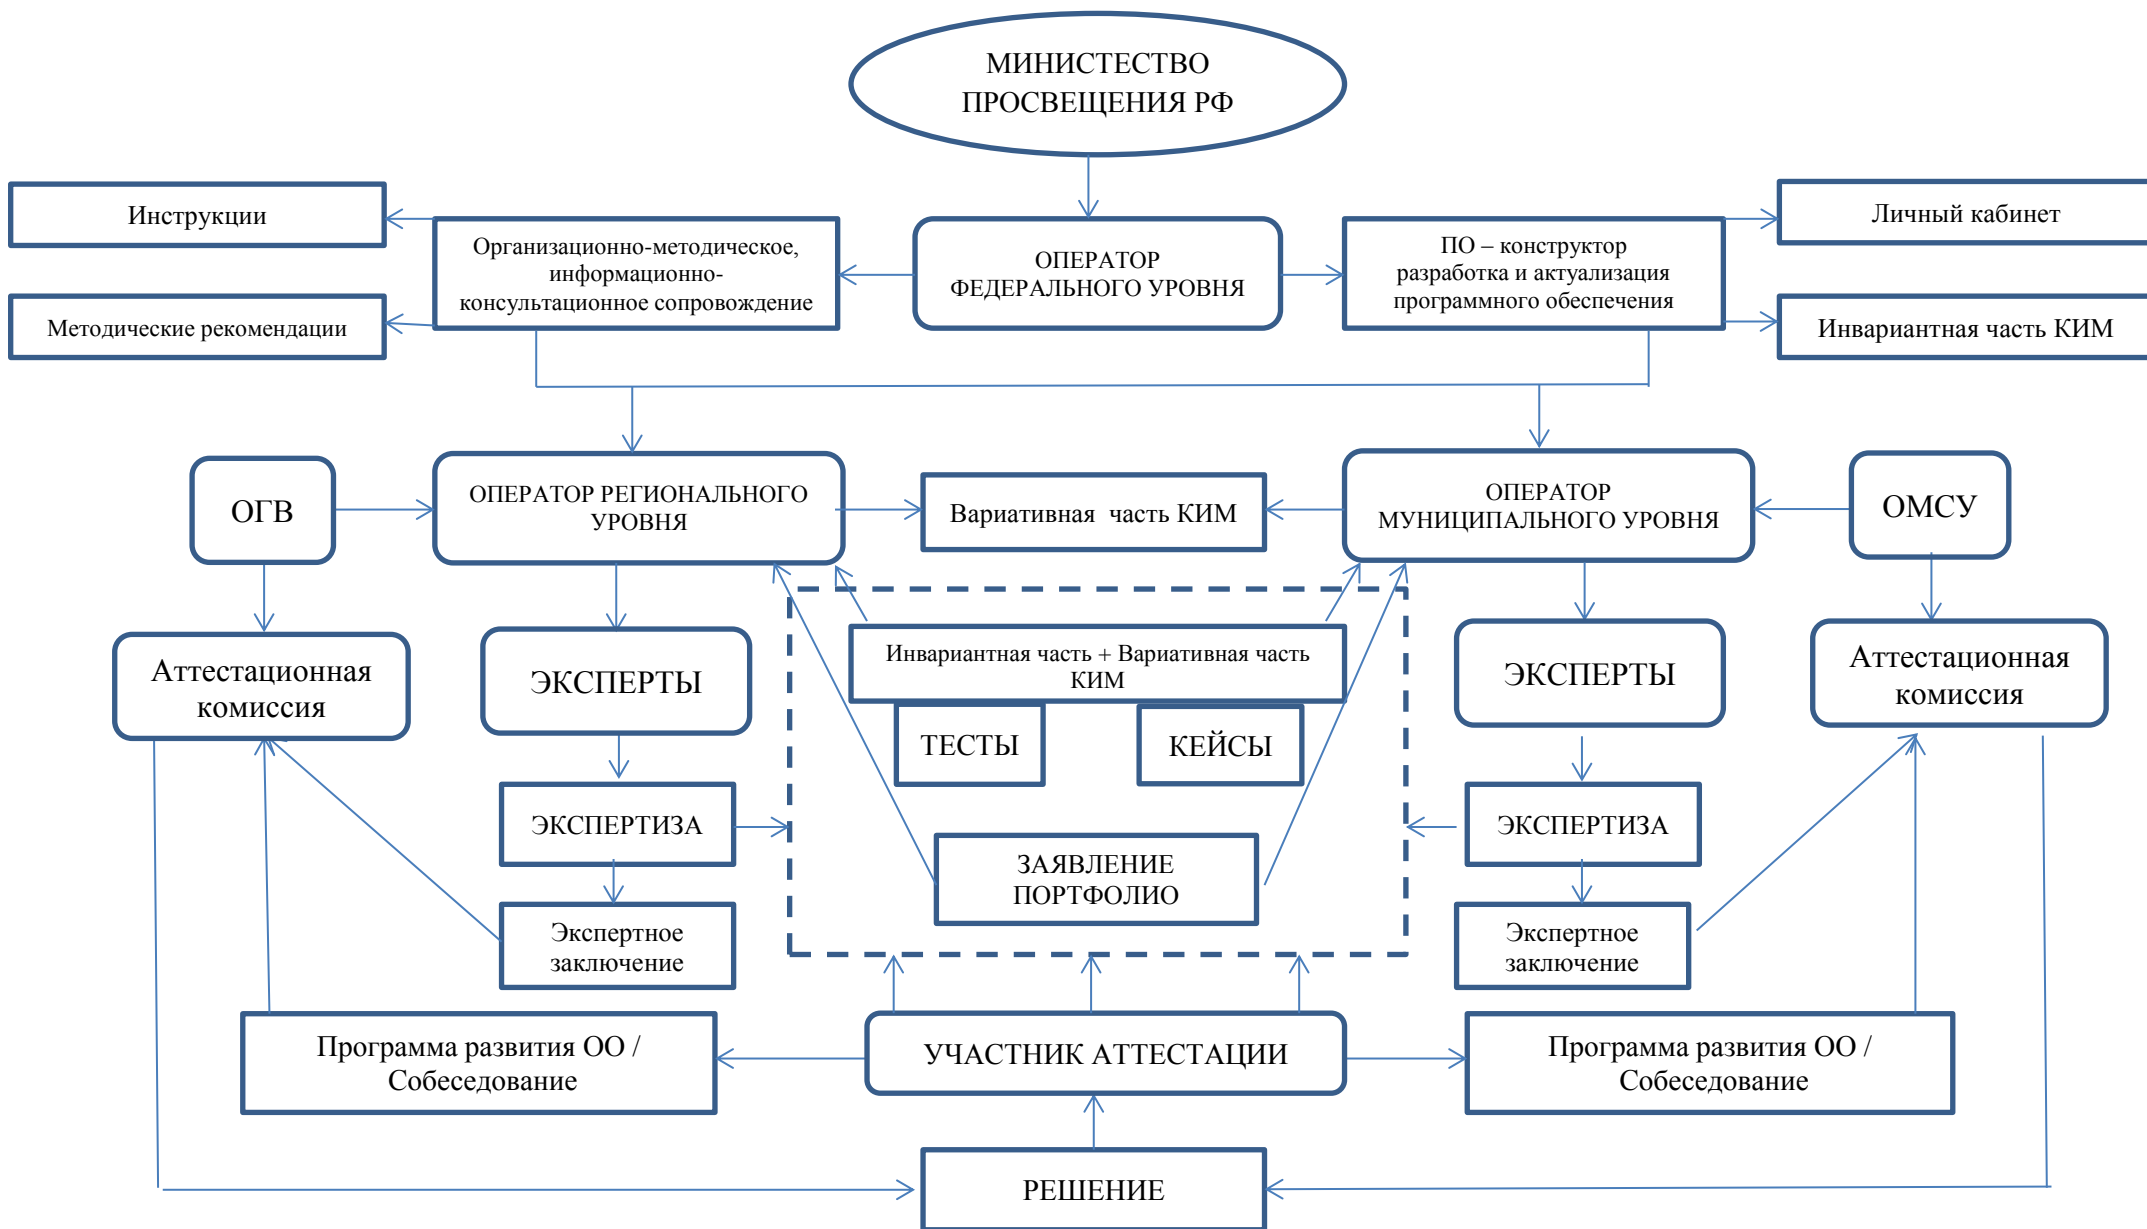 МИНИСТЕСТВО
ПРОСВЕЩЕНИЯ РФ
Инструкции
Личный кабинет
Организационно-методическое,
информационно-
консультационное сопровождение
ОПЕРАТОР
ФЕДЕРАЛЬНОГО УРОВНЯ
ПО – конструктор
разработка и актуализация
программного обеспечения
Методические рекомендации
Инвариантная часть КИМ
ОГВ
ОПЕРАТОР РЕГИОНАЛЬНОГО
УРОВНЯ
Вариативная часть КИМ
ОПЕРАТОР
МУНИЦИПАЛЬНОГО УРОВНЯ
ОМСУ
Аттестационная
комиссия
ЭКСПЕРТЫ
Инвариантная часть + Вариативная часть
КИМ
ЭКСПЕРТЫ
Аттестационная
комиссия
ТЕСТЫ
КЕЙСЫ
ЭКСПЕРТИЗА
ЭКСПЕРТИЗА
ЗАЯВЛЕНИЕ
ПОРТФОЛИО
Экспертное
заключение
Экспертное
заключение
Программа развития ОО /
Собеседование
УЧАСТНИК АТТЕСТАЦИИ
Программа развития ОО /
Собеседование
РЕШЕНИЕ